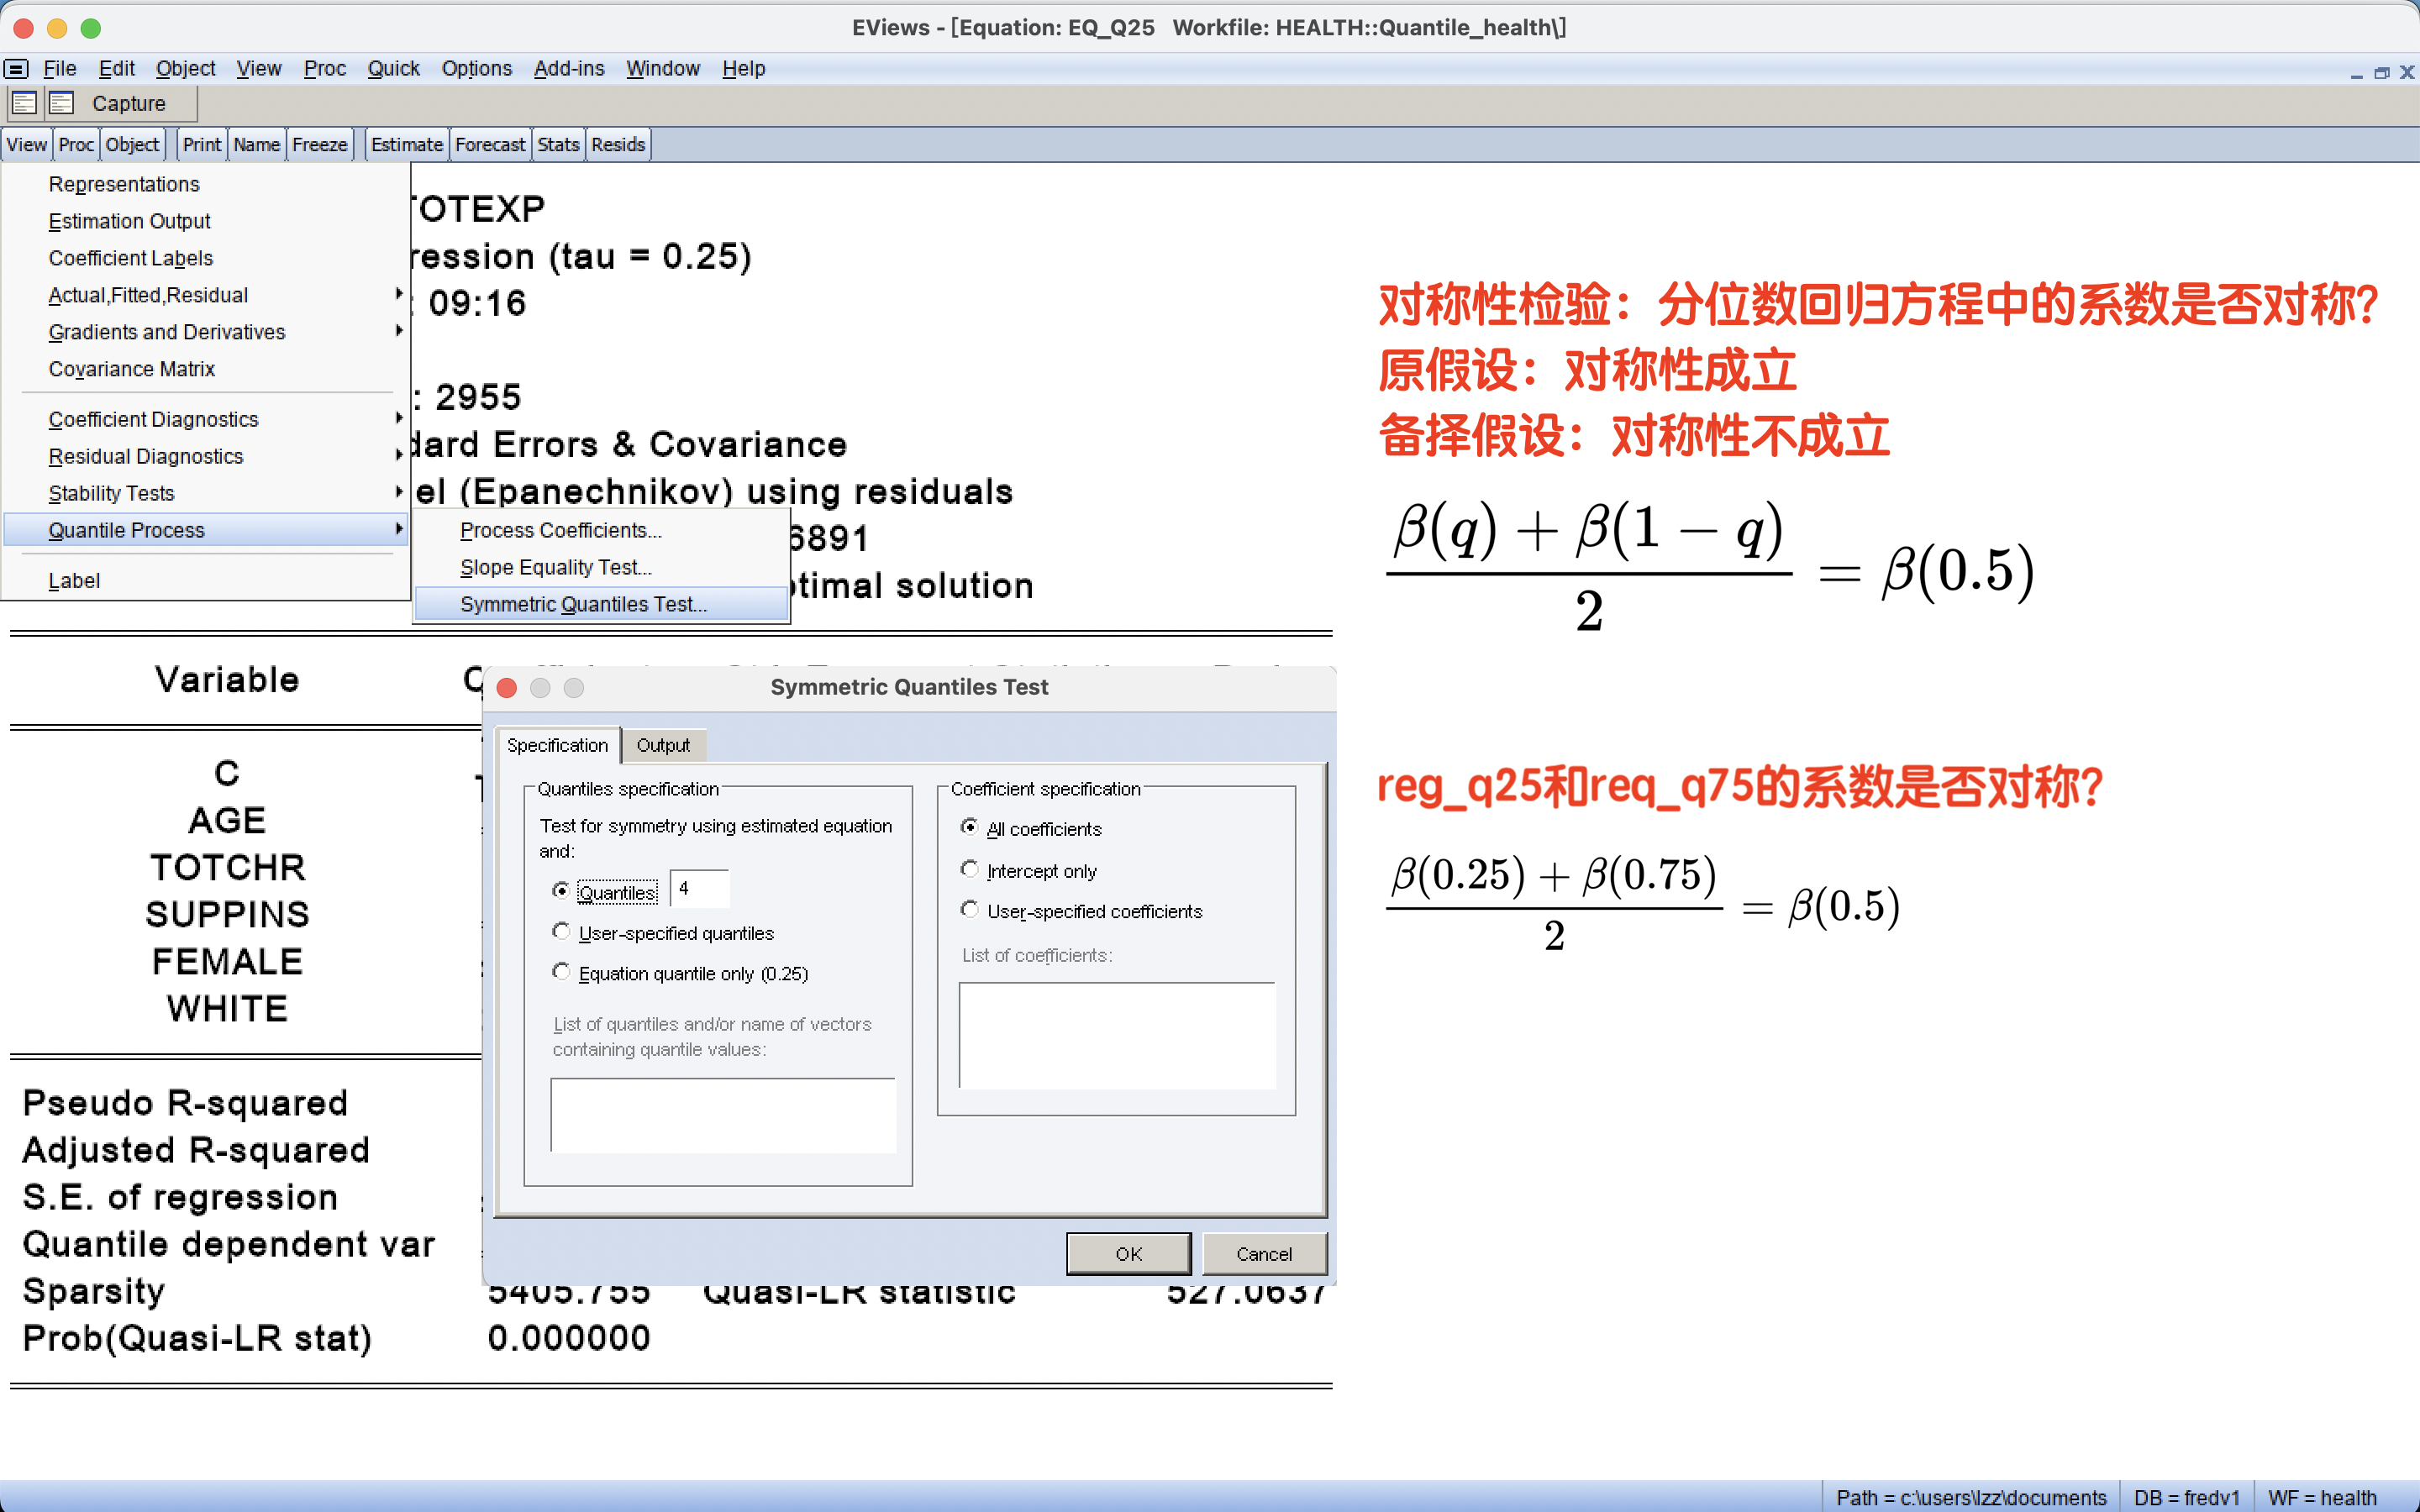 EViews - [Equation: EQ_Q25   Workfile: HEALTH::Quantile_health\]
File Edit Object View Proc Quick Options Add-ins Window Help
Capture
View Proc Object Print Name Freeze Estimate Forecast Stats Resids
Representations
Estimation Output
Coefficient Labels
Actual,Fitted,Residual
Gradients and Derivatives
Covariance Matrix
Coefficient Diagnostics
Residual Diagnostics
Stability Tests
Quantile Process
Label
Process Coefficients...
Slope Equality Test...
Symmetric Quantiles Test...
TOTEXP
ression (tau = 0.25)
: 09:16
: 2955
dard Errors & Covariance
el (Epanechnikov) using residuals
6891
ptimal solution
Variable
C
AGE
TOTCHR
SUPPINS
FEMALE
WHITE
Pseudo R-squared
Adjusted R-squared
S.E. of regression
Quantile dependent var
Sparsity 5405.755 Quasi-LR statistic 527.0637
Prob(Quasi-LR stat) 0.000000
Symmetric Quantiles Test
Specification Output
Quantiles specification
Test for symmetry using estimated equation
and:
Quantiles 4
User-specified quantiles
Equation quantile only (0.25)
List of quantiles and/or name of vectors
containing quantile values:
Coefficient specification
All coefficients
Intercept only
User-specified coefficients
List of coefficients:
OK Cancel
对称性检验：分位数回归方程中的系数是否对称？
原假设：对称性成立
备择假设：对称性不成立
β(q) + β(1 − q)
2
= β(0.5)
reg_q25和req_q75的系数是否对称？
β(0.25) + β(0.75)
2
= β(0.5)
Path = c:\users\lzz\documents DB = fredv1 WF = health